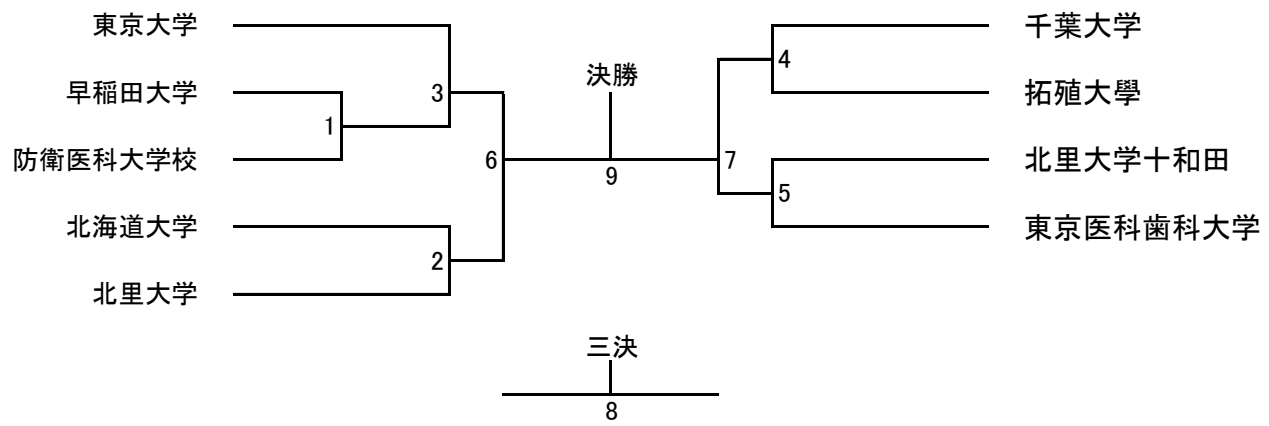 東京大学
早稲田大学
防衛医科大学校
北海道大学
北里大学
1
2
3
6
決勝
9
7
4
5
千葉大学
拓殖大學
北里大学十和田
東京医科歯科大学
三決
8